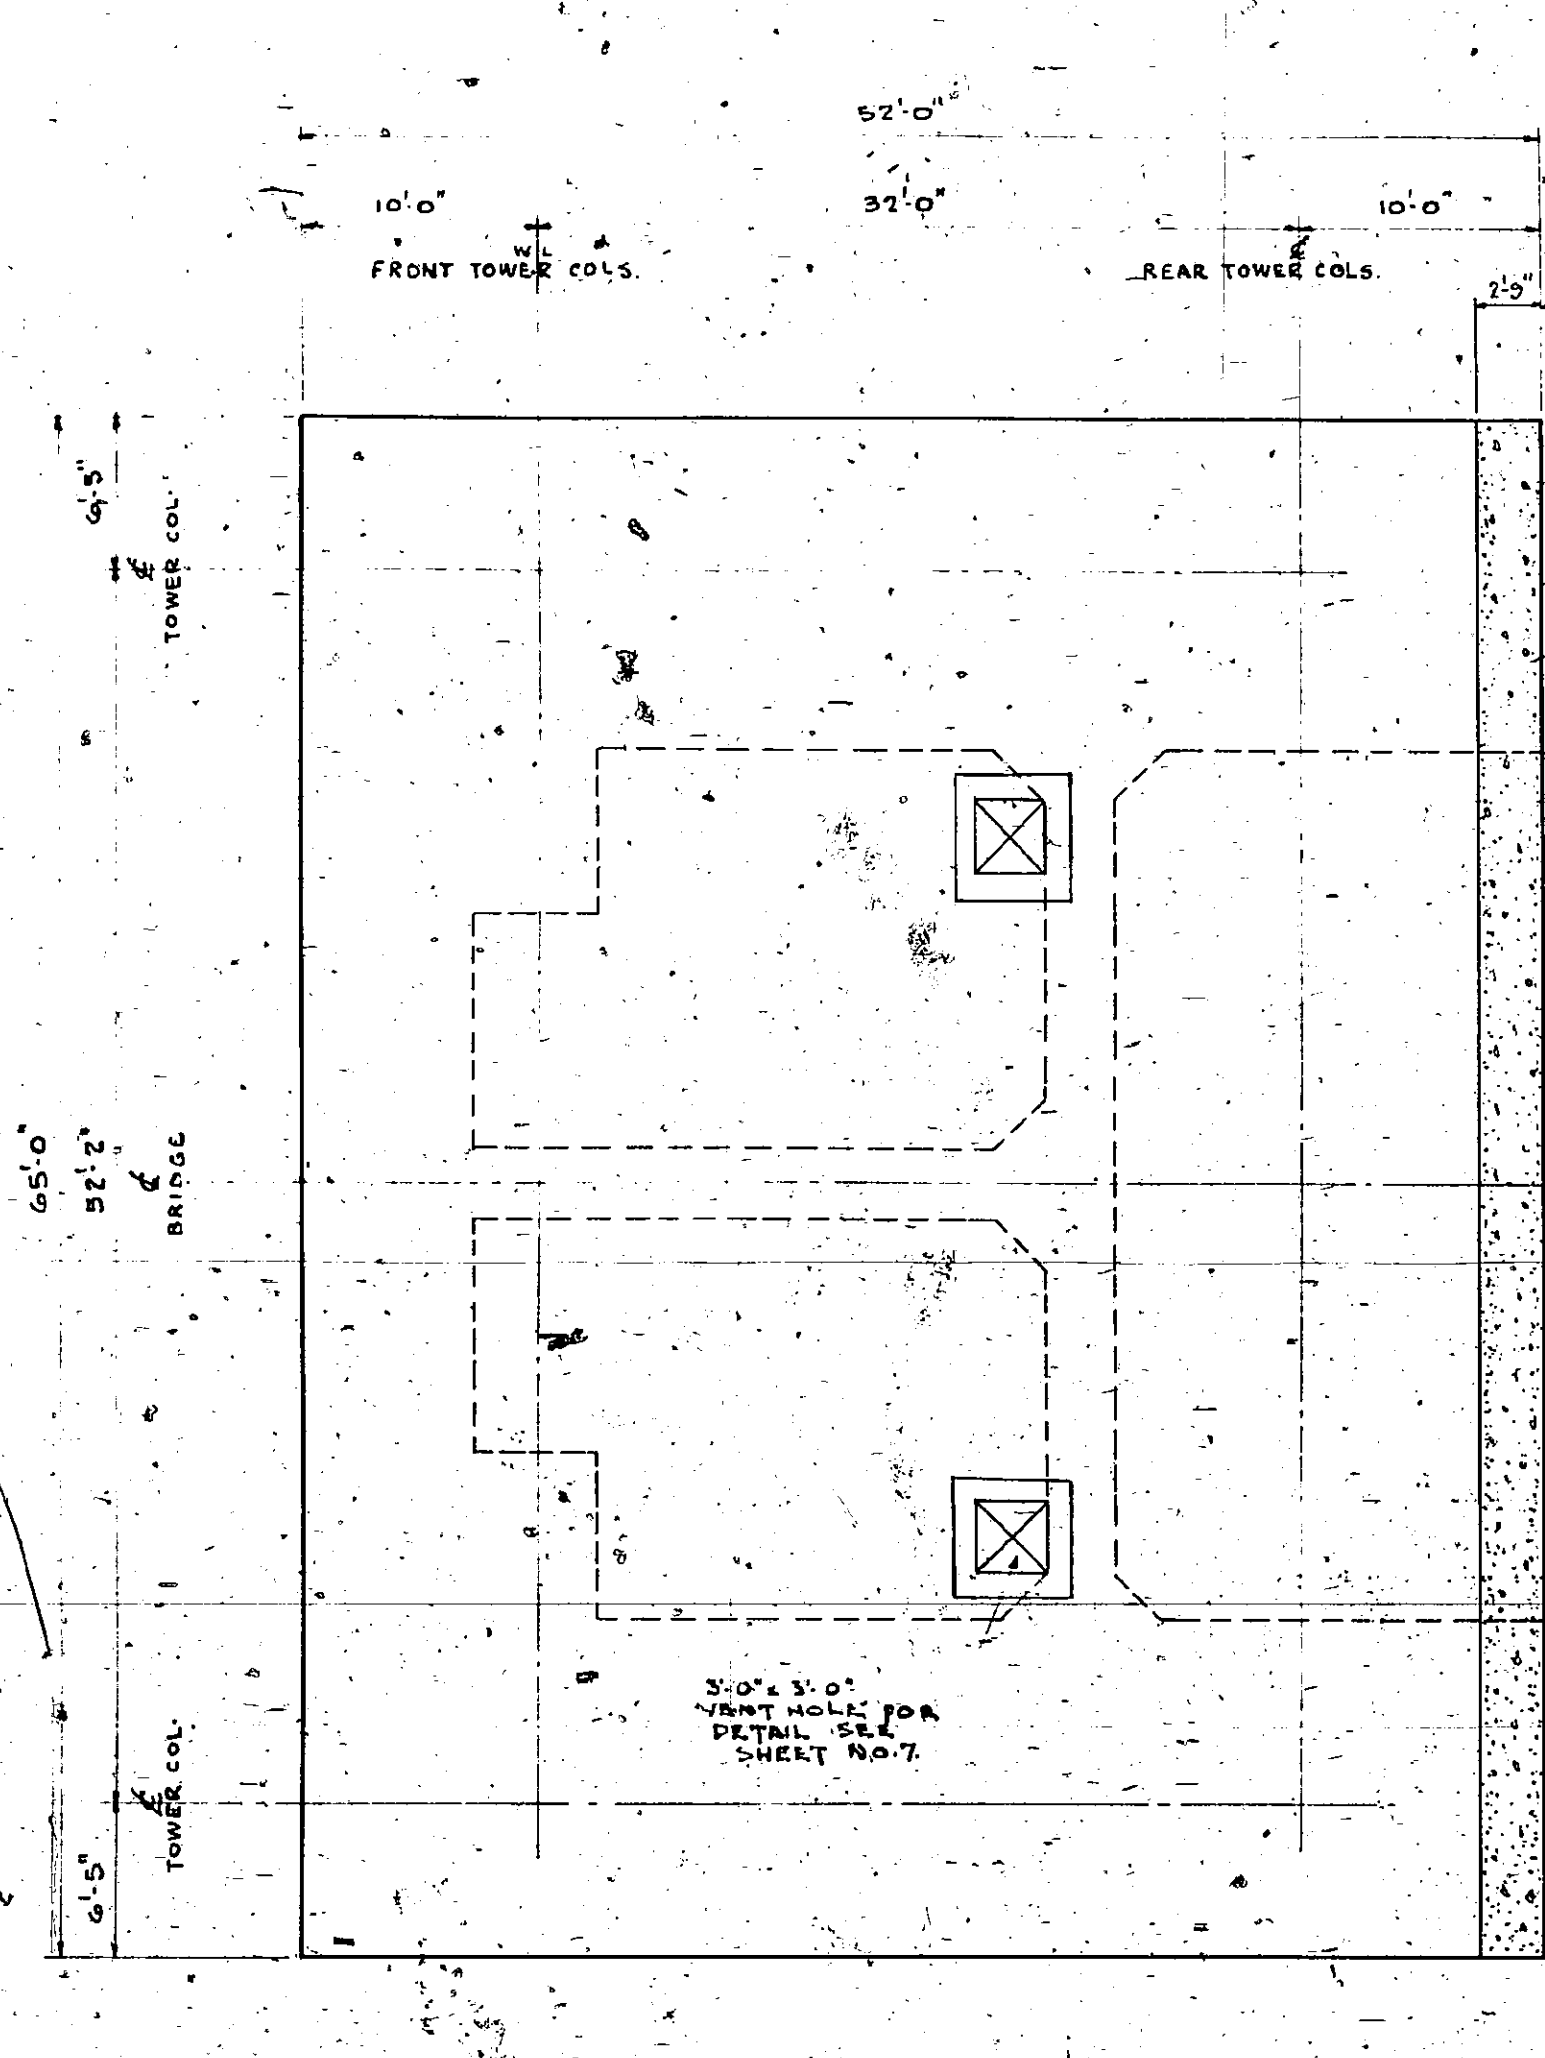 52'-0"
10'-0"
32'-0"
10'-0"
W L
FRONT TOWER COLS.
REAR TOWER COLS.
2'-9"
6'-5"
℄
TOWER COL.
65'-0"
52'-2"
℄
BRIDGE
3'-0" x 3'-0"
VENT HOLE FOR
DETAIL SEE
SHEET NO.7.
℄
TOWER COL.
6'-5"